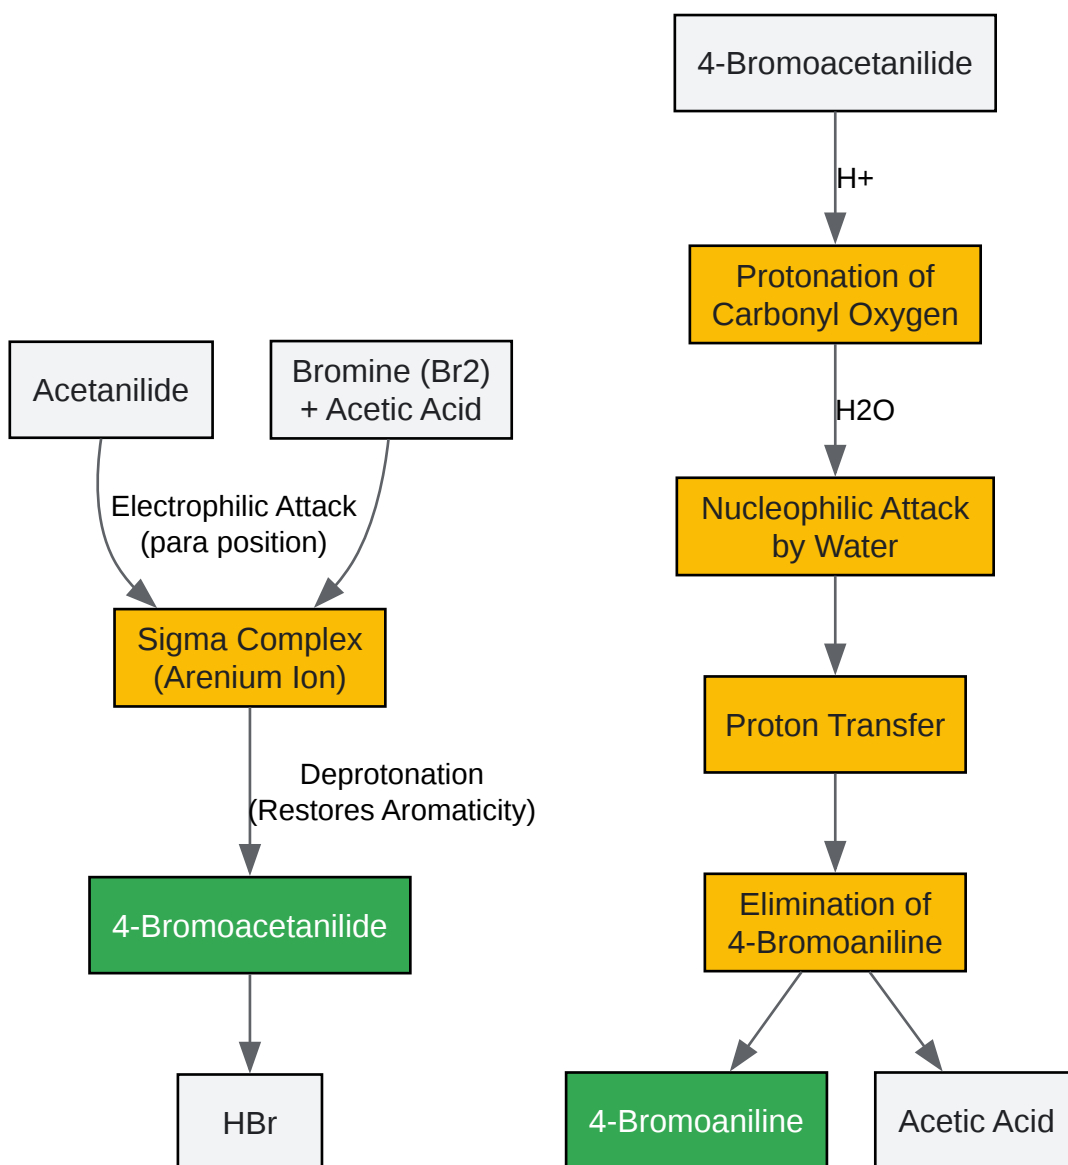 Acetanilide
Bromine (Br2)
+ Acetic Acid
Electrophilic Attack
(para position)
Sigma Complex
(Arenium Ion)
Deprotonation
(Restores Aromaticity)
4-Bromoacetanilide
HBr
4-Bromoacetanilide
H+
Protonation of
Carbonyl Oxygen
H2O
Nucleophilic Attack
by Water
Proton Transfer
Elimination of
4-Bromoaniline
4-Bromoaniline
Acetic Acid